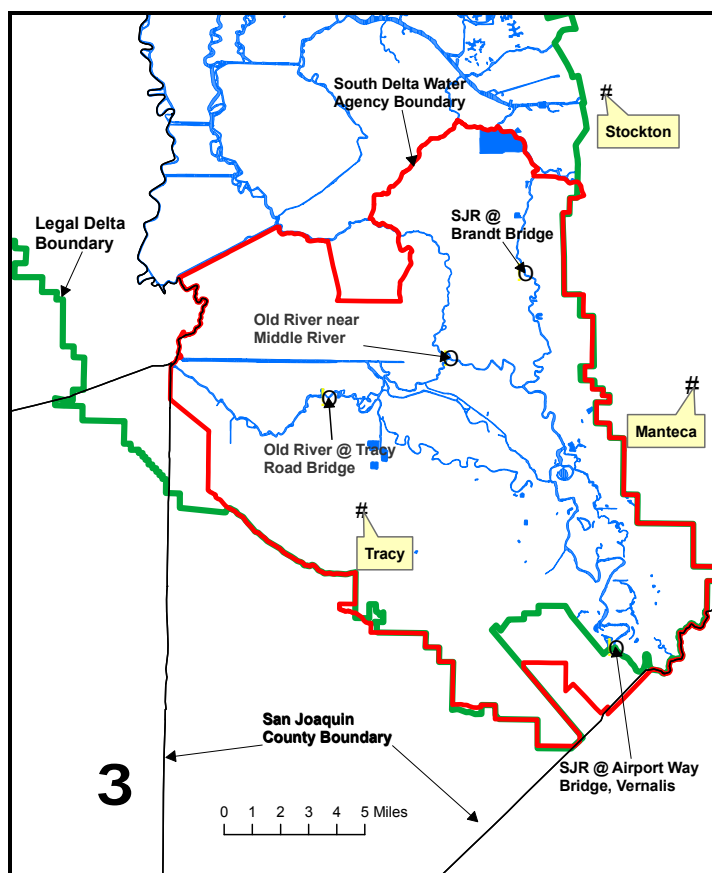 South Delta Water
Agency Boundary
#
Stockton
Legal Delta
Boundary
SJR @
Brandt Bridge
Old River near
Middle River
#
Manteca
Old River @ Tracy
Road Bridge
#
Tracy
San Joaquin
County Boundary
3
SJR @ Airport Way
Bridge, Vernalis
0 1 2 3 4 5 Miles